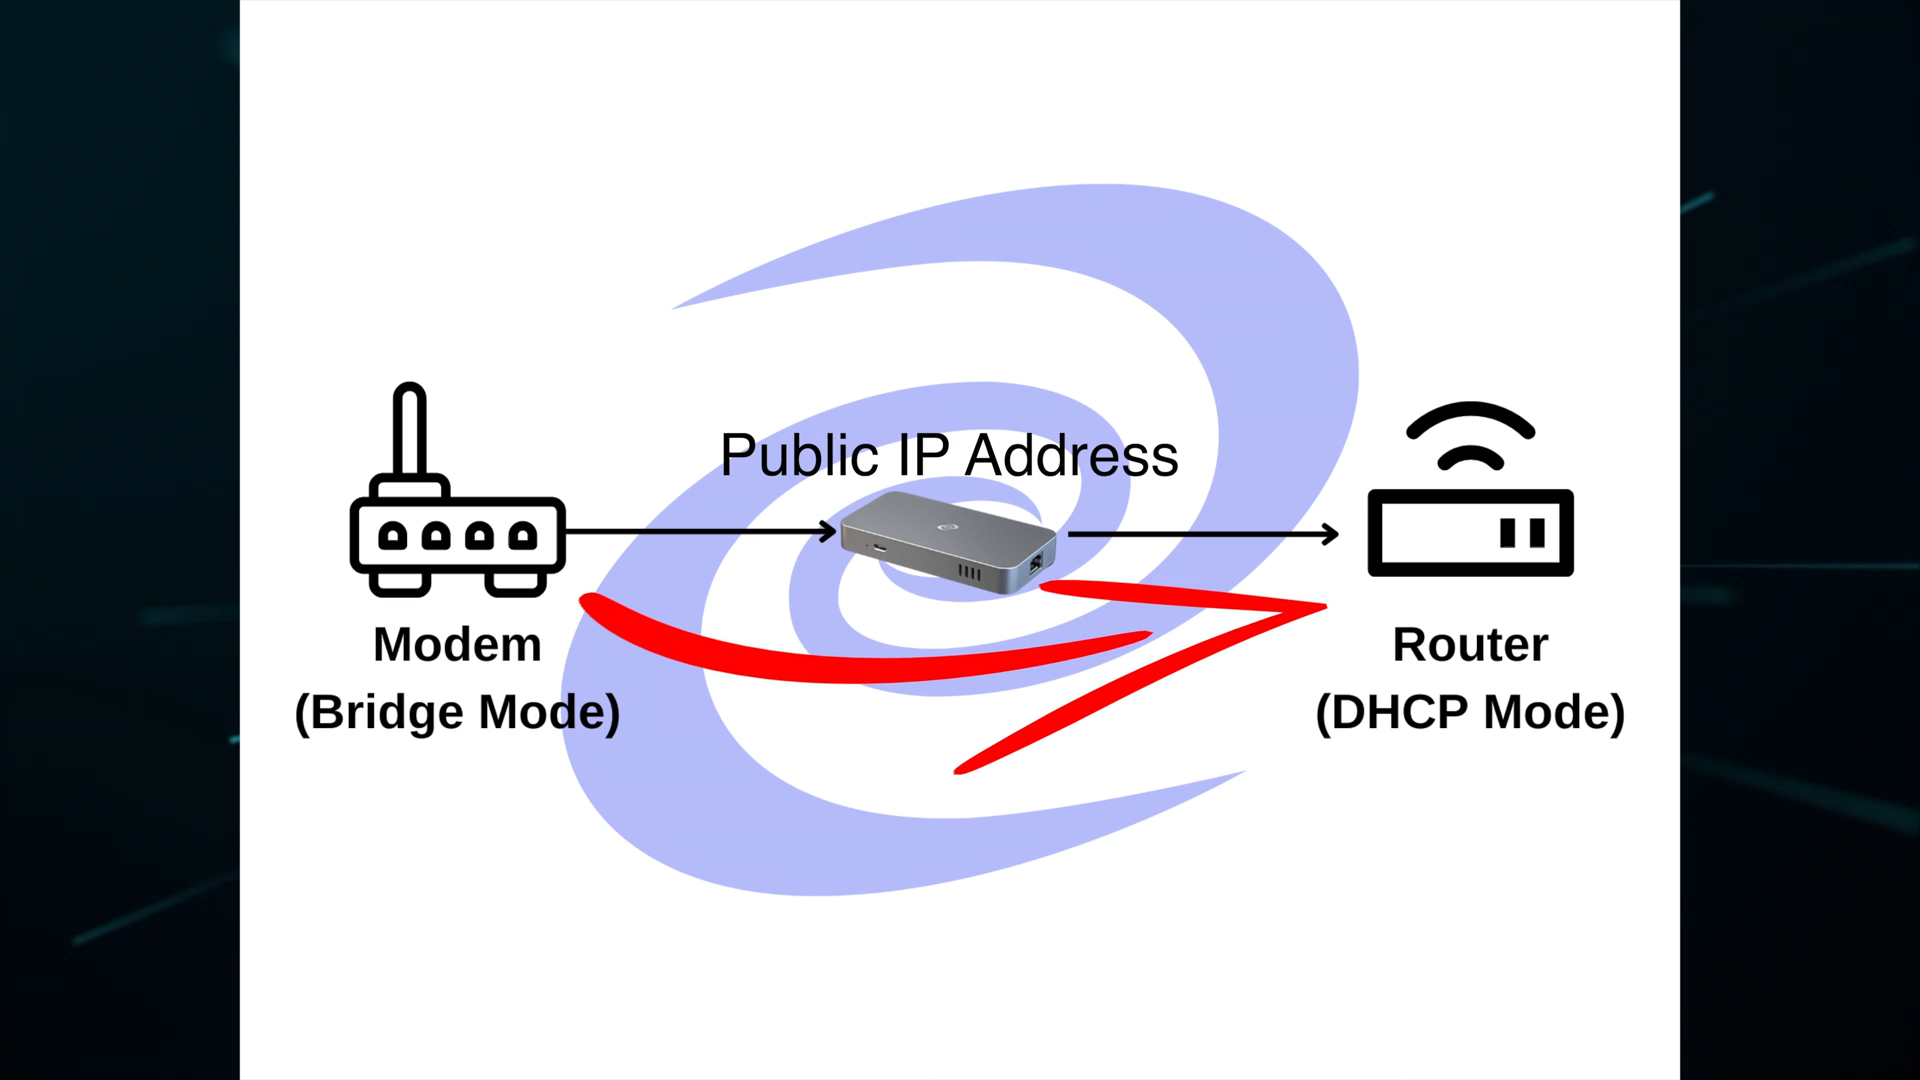 Public IP Address
Modem
(Bridge Mode)
Router
(DHCP Mode)